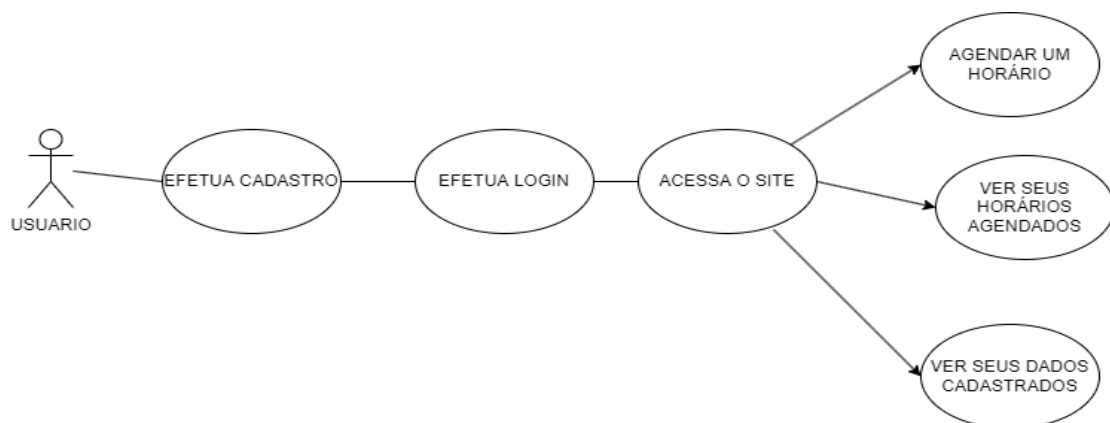 AGENDAR UM
HORÁRIO
USUARIO
EFETUA CADASTRO
EFETUA LOGIN
ACESSA O SITE
VER SEUS
HORÁRIOS
AGENDADOS
VER SEUS DADOS
CADASTRADOS